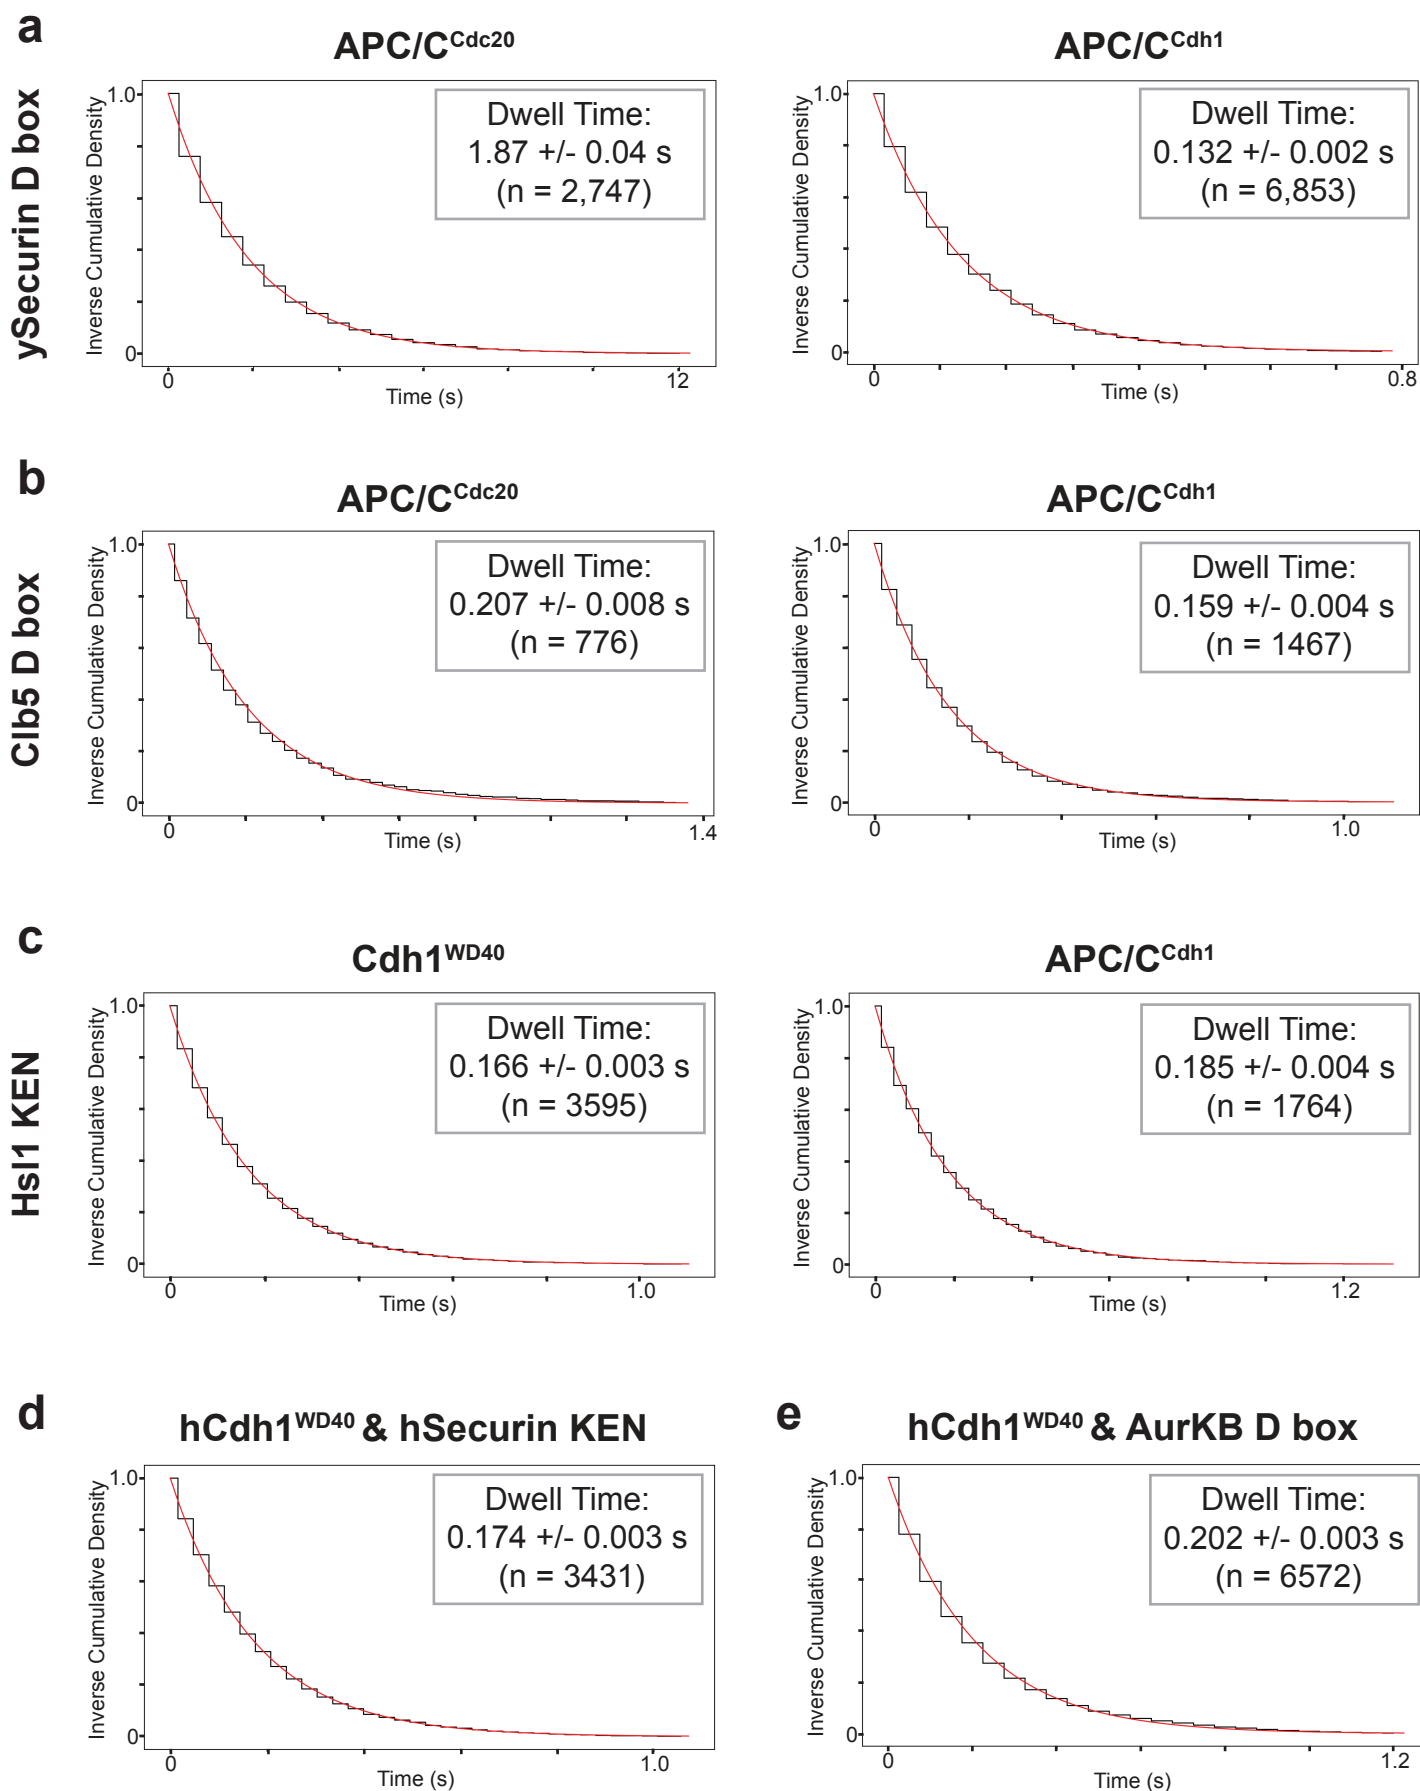 a
ySecurin D box
APC/C^Cdc20
Inverse Cumulative Density
1.0
0
Dwell Time:
1.87 +/- 0.04 s
(n = 2,747)
0
12
Time (s)
APC/C^Cdh1
Inverse Cumulative Density
1.0
0
Dwell Time:
0.132 +/- 0.002 s
(n = 6,853)
0
0.8
Time (s)
b
Clb5 D box
APC/C^Cdc20
Inverse Cumulative Density
1.0
0
Dwell Time:
0.207 +/- 0.008 s
(n = 776)
0
1.4
Time (s)
APC/C^Cdh1
Inverse Cumulative Density
1.0
0
Dwell Time:
0.159 +/- 0.004 s
(n = 1467)
0
1.0
Time (s)
c
Hsl1 KEN
Cdh1^WD40
Inverse Cumulative Density
1.0
0
Dwell Time:
0.166 +/- 0.003 s
(n = 3595)
0
1.0
Time (s)
APC/C^Cdh1
Inverse Cumulative Density
1.0
0
Dwell Time:
0.185 +/- 0.004 s
(n = 1764)
0
1.2
Time (s)
d
hCdh1^WD40 & hSecurin KEN
Inverse Cumulative Density
1.0
0
Dwell Time:
0.174 +/- 0.003 s
(n = 3431)
0
1.0
Time (s)
e
hCdh1^WD40 & AurKB D box
Inverse Cumulative Density
1.0
0
Dwell Time:
0.202 +/- 0.003 s
(n = 6572)
0
1.2
Time (s)